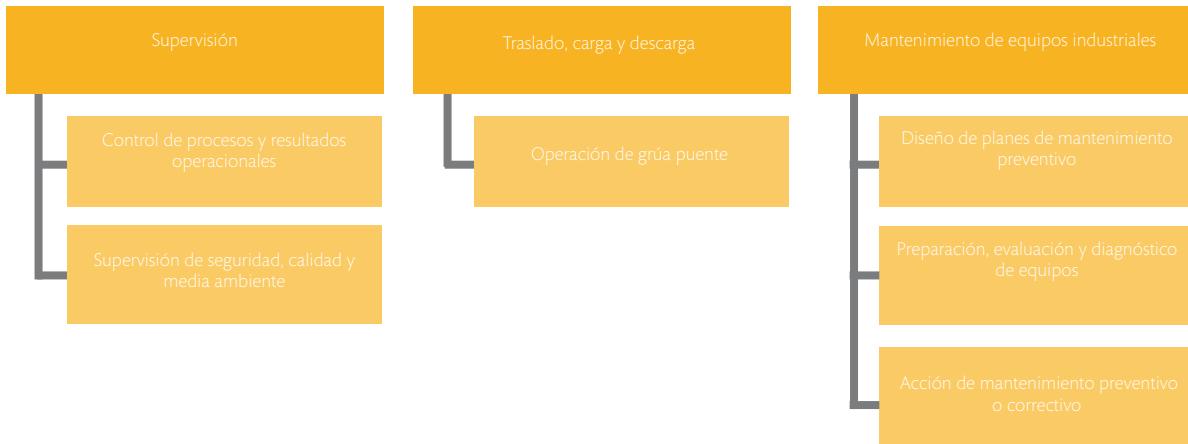 Supervisión
Control de procesos y resultados
operacionales
Supervisión de seguridad, calidad y
media ambiente
Traslado, carga y descarga
Operación de grúa puente
Mantenimiento de equipos industriales
Diseño de planes de mantenimiento
preventivo
Preparación, evaluación y diagnóstico
de equipos
Acción de mantenimiento preventivo
o correctivo